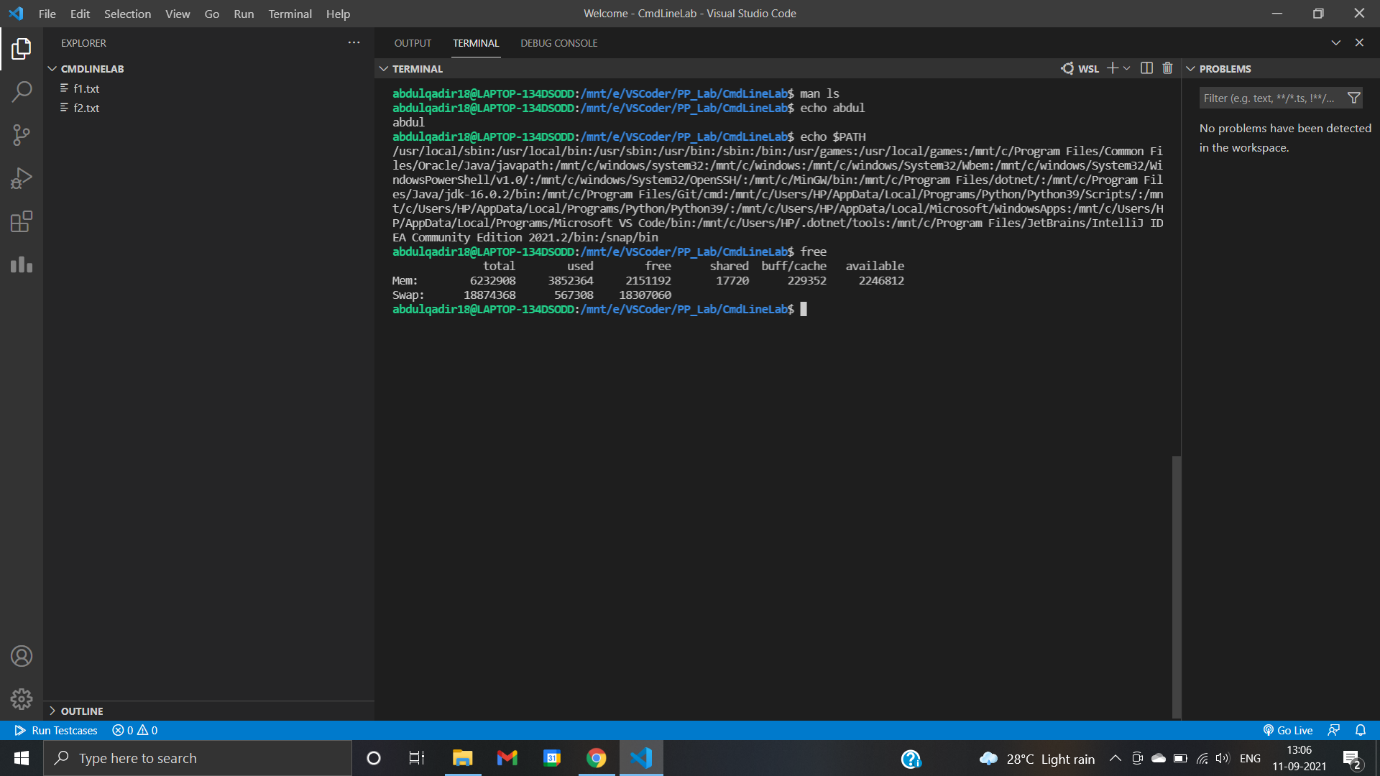 File Edit Selection View Go Run Terminal Help
Welcome - CmdLineLab - Visual Studio Code
EXPLORER
CMDLINELAB
f1.txt
f2.txt
OUTLINE
OUTPUT TERMINAL DEBUG CONSOLE
TERMINAL
WSL
abdulqadir18@LAPTOP-134DSODD:/mnt/e/VSCoder/PP_Lab/CmdLineLab$ man ls
abdulqadir18@LAPTOP-134DSODD:/mnt/e/VSCoder/PP_Lab/CmdLineLab$ echo abdul
abdul
abdulqadir18@LAPTOP-134DSODD:/mnt/e/VSCoder/PP_Lab/CmdLineLab$ echo $PATH
/usr/local/sbin:/usr/local/bin:/usr/sbin:/usr/bin:/sbin:/bin:/usr/games:/usr/local/games:/mnt/c/Program Files/Common Fi
les/Oracle/Java/javapath:/mnt/c/windows/system32:/mnt/c/windows:/mnt/c/windows/System32/Wbem:/mnt/c/windows/System32/Wi
ndowsPowerShell/v1.0/:/mnt/c/windows/System32/OpenSSH/:/mnt/c/MinGW/bin:/mnt/c/Program Files/dotnet/:/mnt/c/Program Fil
es/Java/jdk-16.0.2/bin:/mnt/c/Program Files/Git/cmd:/mnt/c/Users/HP/AppData/Local/Programs/Python/Python39/Scripts/:/mn
t/c/Users/HP/AppData/Local/Programs/Python/Python39/:/mnt/c/Users/HP/AppData/Local/Microsoft/WindowsApps:/mnt/c/Users/H
P/AppData/Local/Programs/Microsoft VS Code/bin:/mnt/c/Users/HP/.dotnet/tools:/mnt/c/Program Files/JetBrains/IntelliJ ID
EA Community Edition 2021.2/bin:/snap/bin
abdulqadir18@LAPTOP-134DSODD:/mnt/e/VSCoder/PP_Lab/CmdLineLab$ free
total used free shared buff/cache available
Mem: 6232908 3852364 2151192 17720 229352 2246812
Swap: 18874368 567308 18307060
abdulqadir18@LAPTOP-134DSODD:/mnt/e/VSCoder/PP_Lab/CmdLineLab$
PROBLEMS
Filter (e.g. text, **/*.ts, !**/...
No problems have been detected
in the workspace.
Run Testcases 0 0
Go Live
Type here to search
31
28°C Light rain
ENG
13:06
11-09-2021
2